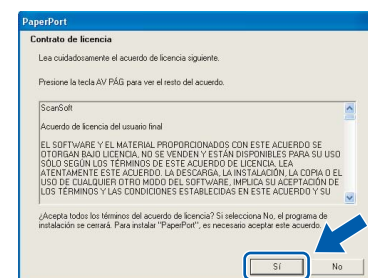 PaperPort
Contrato de licencia
Lea cuidadosamente el acuerdo de licencia siguiente.
Presione la tecla AV PÁG para ver el resto del acuerdo.
ScanSoft
Acuerdo de licencia del usuario final
EL SOFTWARE Y EL MATERIAL PROPORCIONADOS CON ESTE ACUERDO SE
OTORGAN BAJO LICENCIA, NO SE VENDEN Y ESTÁN DISPONIBLES PARA SU USO
SÓLO SEGÚN LOS TÉRMINOS DE ESTE ACUERDO DE LICENCIA. LEA
ATENTAMENTE ESTE ACUERDO. LA DESCARGA, LA INSTALACIÓN, LA COPIA O EL
USO DE CUALQUIER OTRO MODO DEL SOFTWARE, IMPLICA SU ACEPTACIÓN DE
LOS TÉRMINOS Y LAS CONDICIONES ESTABLECIDAS EN ESTE ACUERDO Y SU
¿Acepta todos los términos del acuerdo de licencia? Si selecciona No, el programa de
instalación se cerrará. Para instalar "PaperPort", es necesario aceptar este acuerdo.
Sí
No